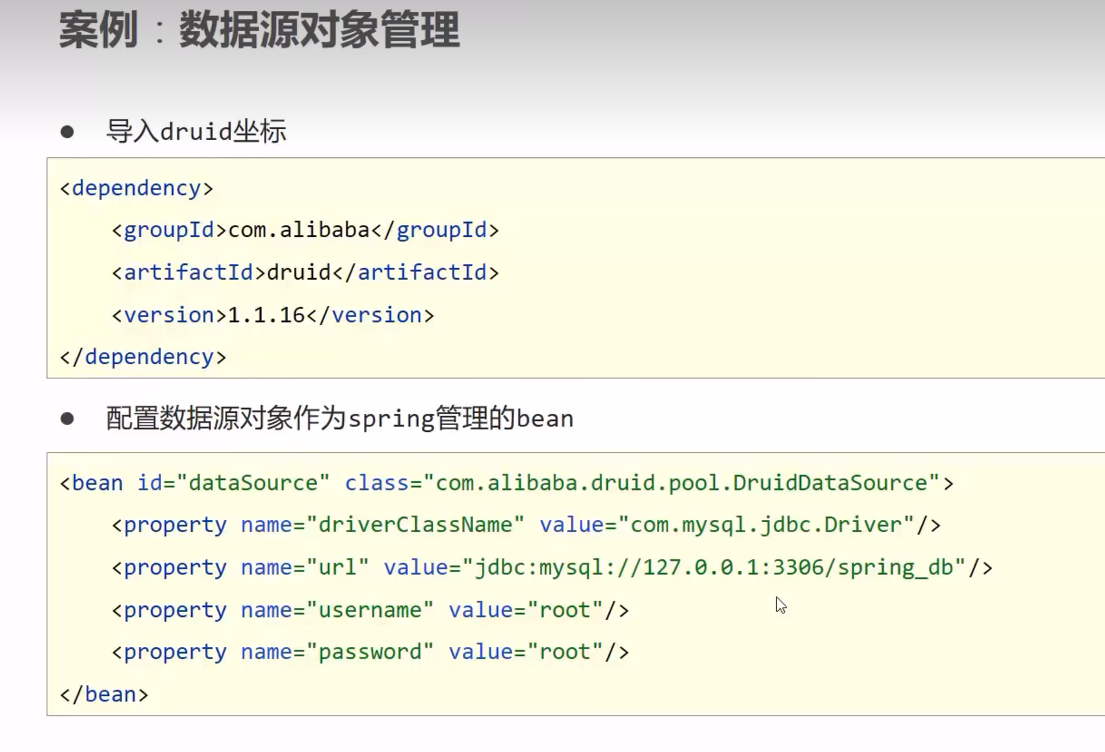 案例：数据源对象管理
● 导入druid坐标
<dependency>
    <groupId>com.alibaba</groupId>
    <artifactId>druid</artifactId>
    <version>1.1.16</version>
</dependency>
● 配置数据源对象作为spring管理的bean
<bean id="dataSource" class="com.alibaba.druid.pool.DruidDataSource">
    <property name="driverClassName" value="com.mysql.jdbc.Driver"/>
    <property name="url" value="jdbc:mysql://127.0.0.1:3306/spring_db"/>
    <property name="username" value="root"/>
    <property name="password" value="root"/>
</bean>